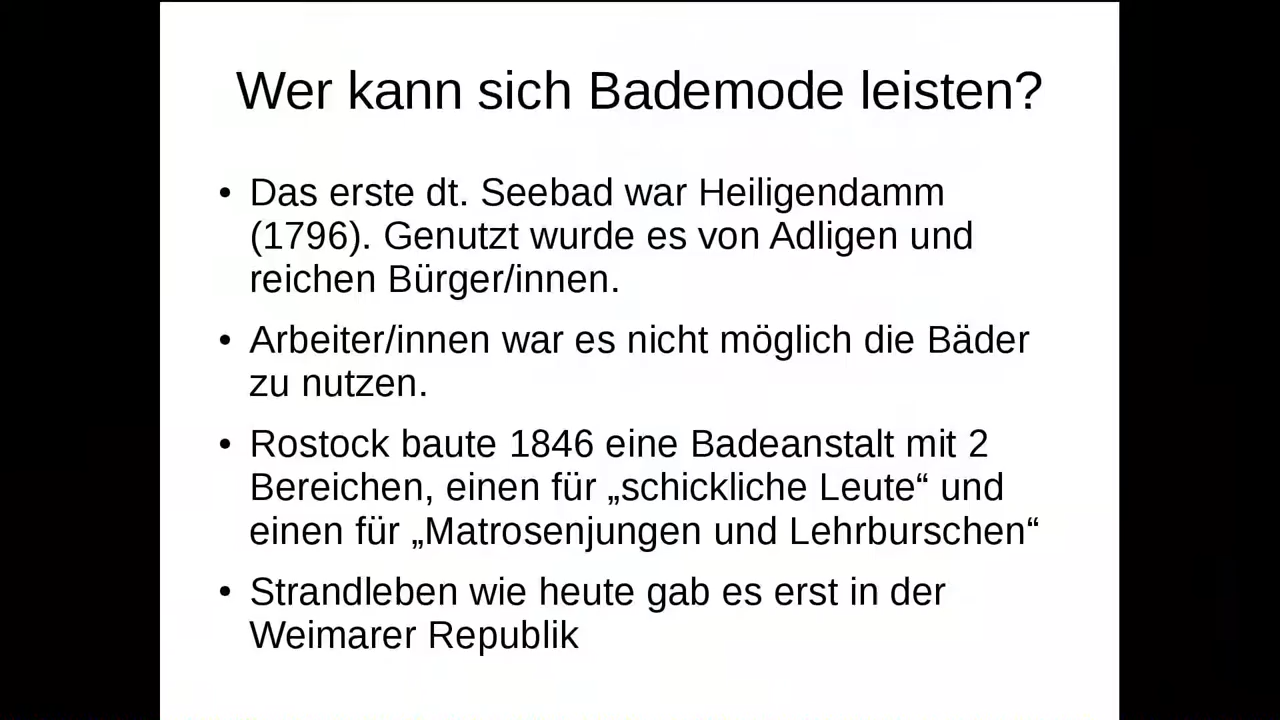 Wer kann sich Bademode leisten?
• Das erste dt. Seebad war Heiligendamm
(1796). Genutzt wurde es von Adligen und
reichen Bürger/innen.
• Arbeiter/innen war es nicht möglich die Bäder
zu nutzen.
• Rostock baute 1846 eine Badeanstalt mit 2
Bereichen, einen für „schickliche Leute“ und
einen für „Matrosenjungen und Lehrburschen“
• Strandleben wie heute gab es erst in der
Weimarer Republik